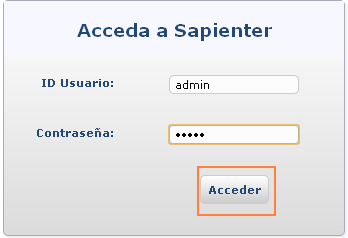 Acceda a Sapienter
ID Usuario: admin
Contraseña: •••••
Acceder